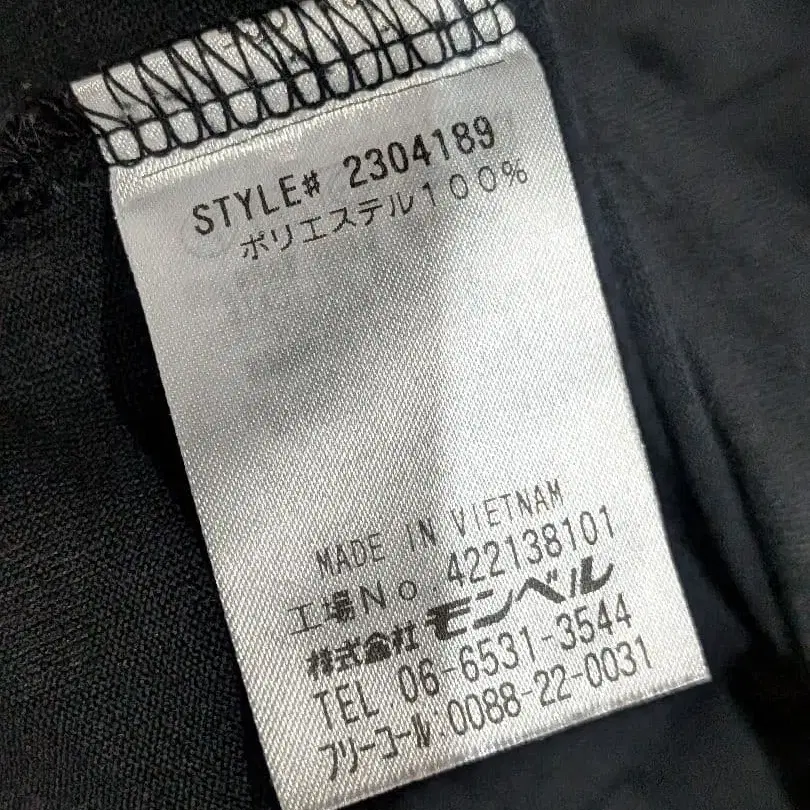 STYLE# 2304189
ポリエステル100%
MADE IN VIETNAM
工場No.422138101
株式会社モンベル
TEL 06-6531-3544
フリーコール:0088-22-0031